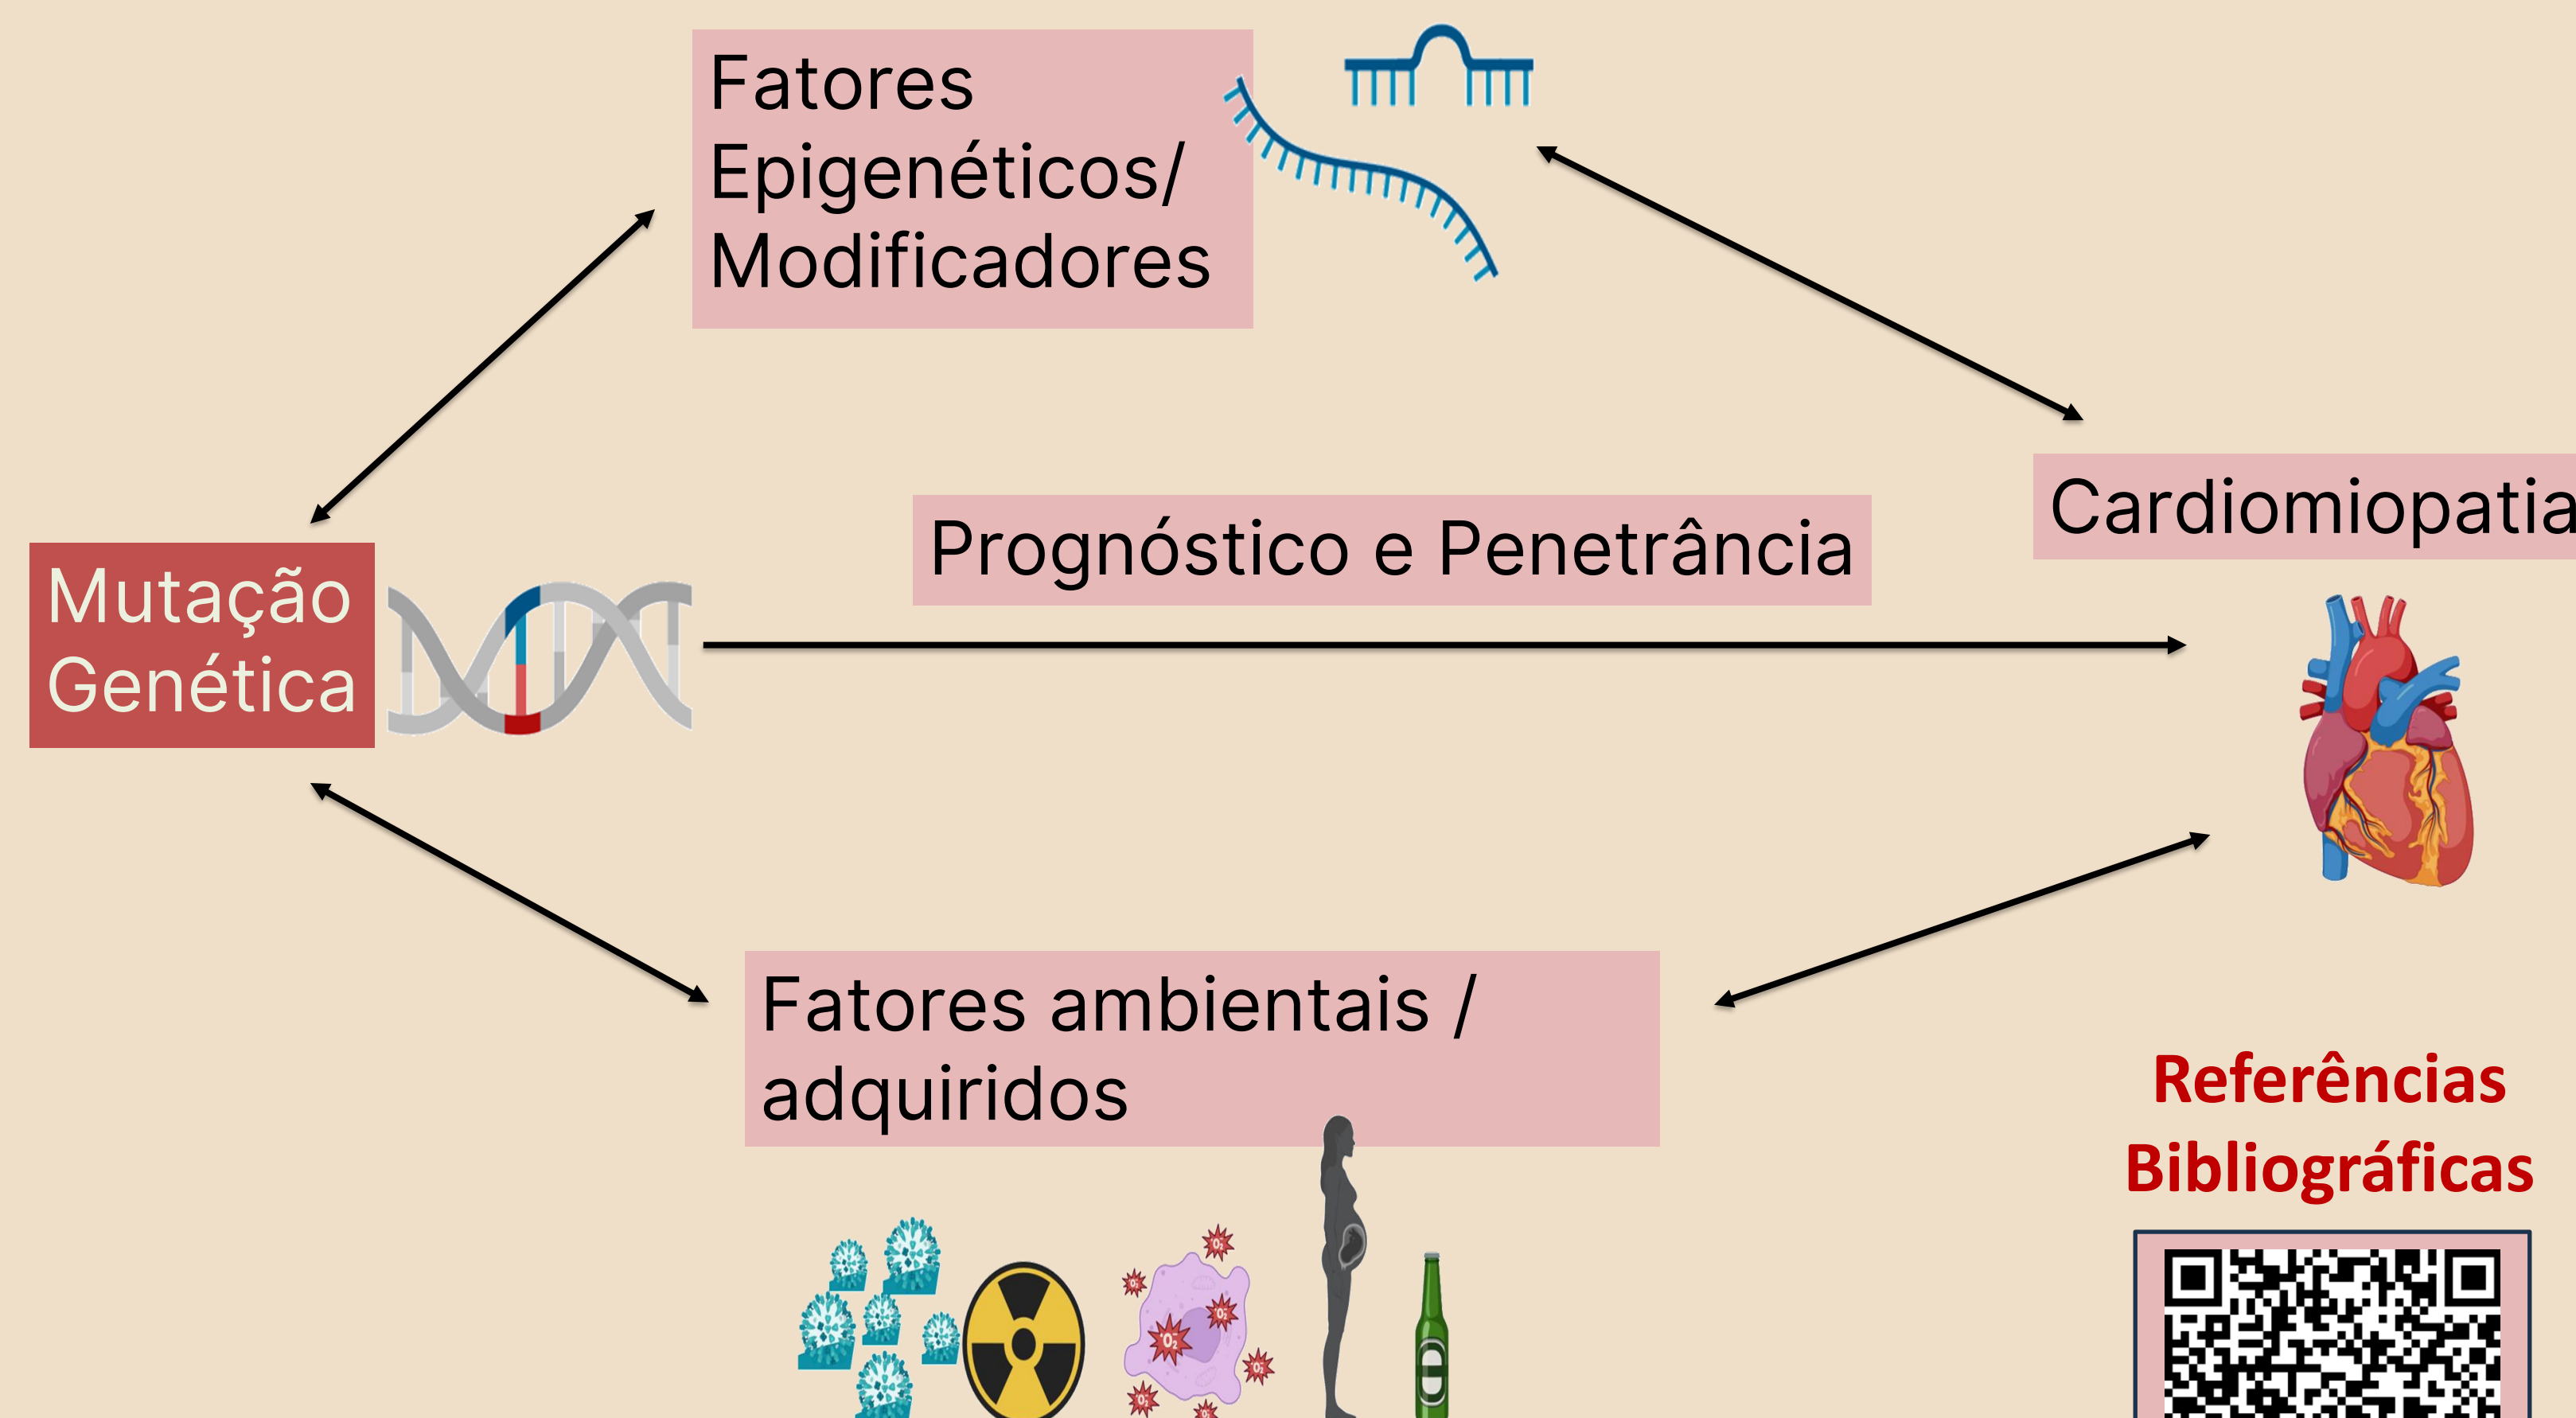 Fatores
Epigenéticos/
Modificadores
Cardiomiopatia
Prognóstico e Penetrância
Mutação
Genética
Fatores ambientais /
adquiridos
Referências
Bibliográficas